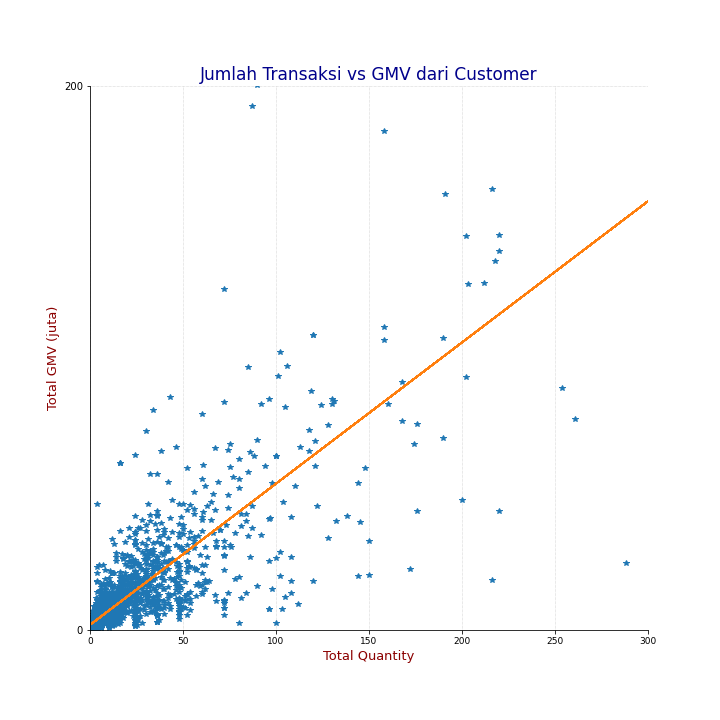 Jumlah Transaksi vs GMV dari Customer
200
Total GMV (juta)
0
0 50 100 150 200 250 300
Total Quantity